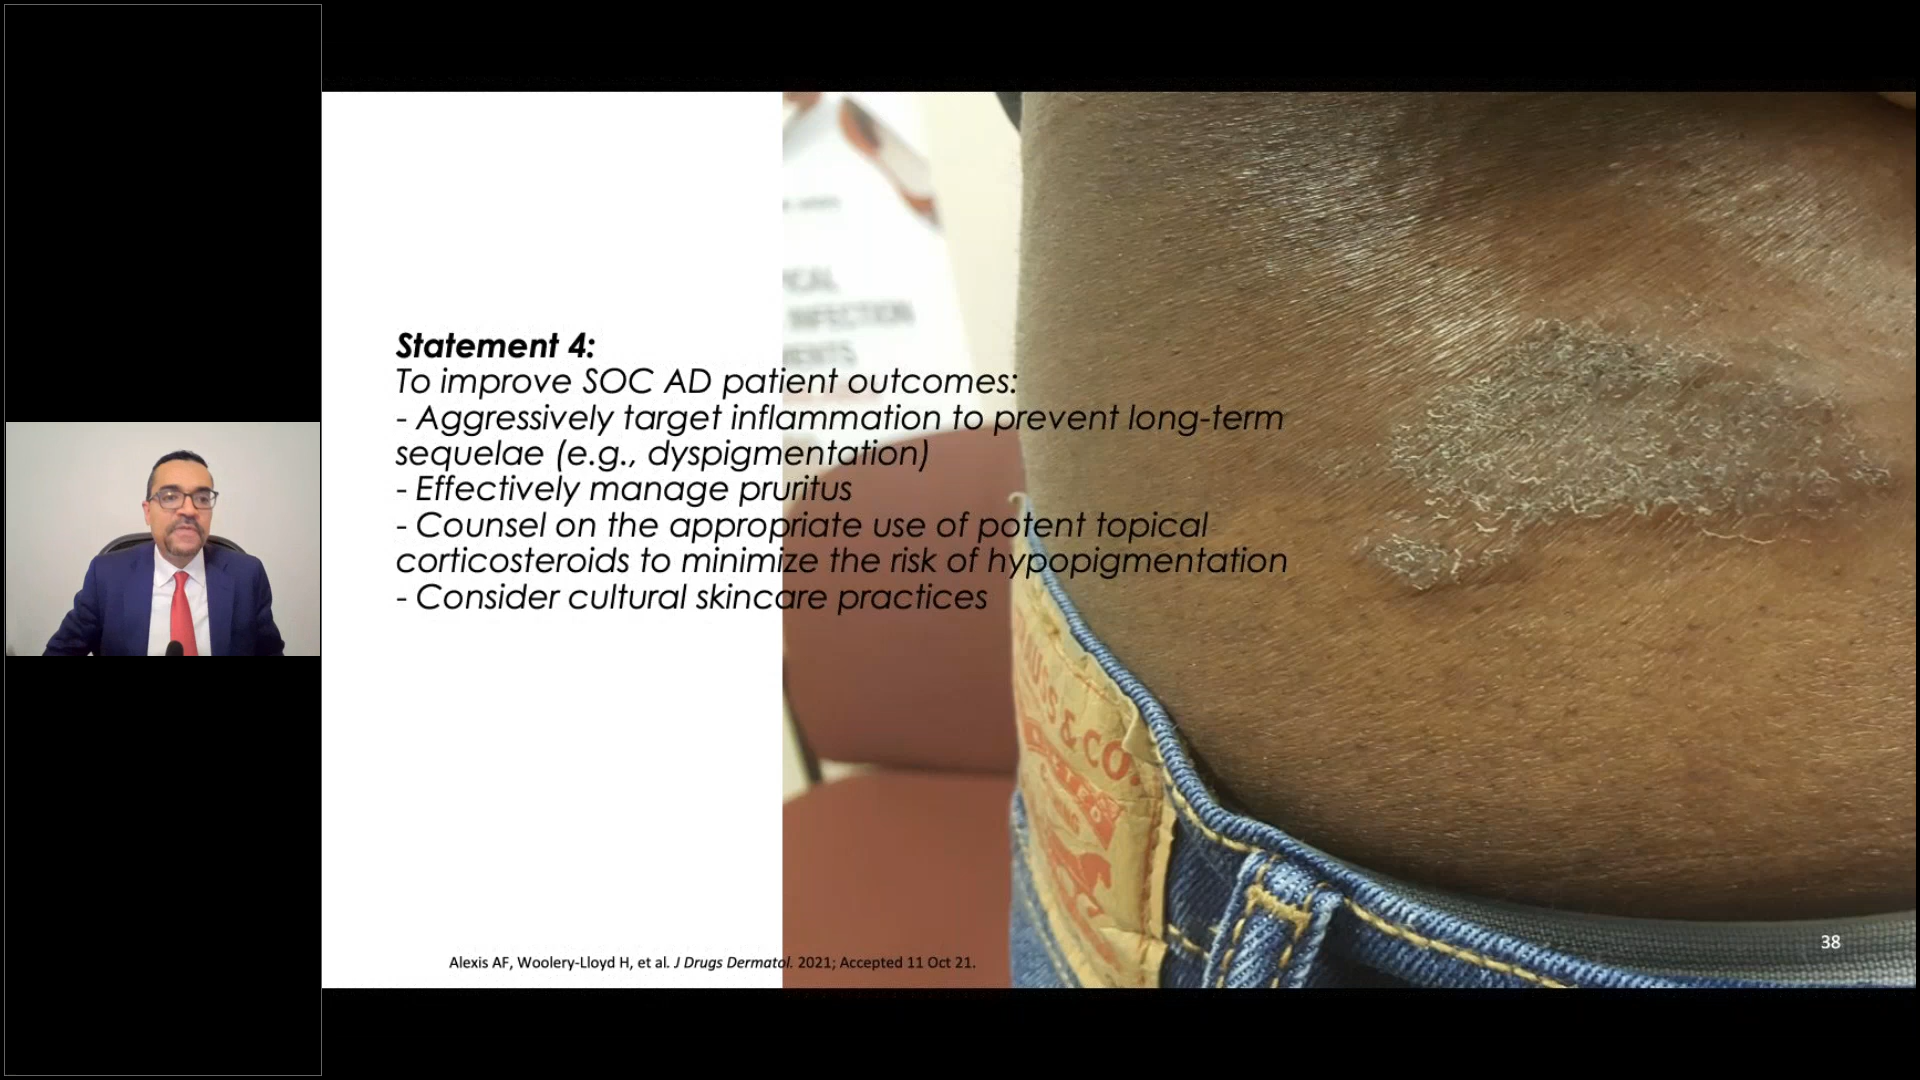 Statement 4:
To improve SOC AD patient outcomes:
- Aggressively target inflammation to prevent long-term
sequelae (e.g., dyspigmentation)
- Effectively manage pruritus
- Counsel on the appropriate use of potent topical
corticosteroids to minimize the risk of hypopigmentation
- Consider cultural skincare practices
Alexis AF, Woolery-Lloyd H, et al. J Drugs Dermatol. 2021; Accepted 11 Oct 21.
38
INFECTION
& CO